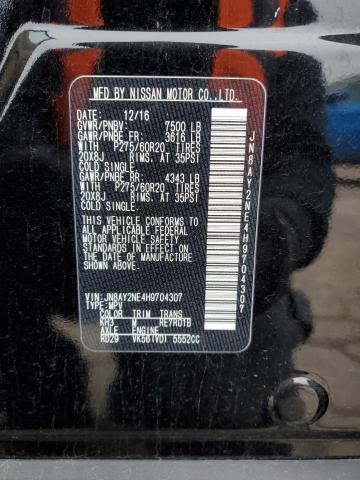 MFD BY NISSAN MOTOR CO.,LTD.
DATE: 12/16
GVWR/PNBV: 7500 LB
GAWR/PNBE FR: 3616 LB
WITH P275/60R20 TIRES
20X8J RIMS. AT 35PSI
COLD SINGLE.
GAWR/PNBE RR: 4343 LB
WITH P275/60R20 TIRES
20X8J RIMS. AT 35PSI
COLD SINGLE.
THIS VEHICLE CONFORMS TO
ALL APPLICABLE FEDERAL
MOTOR VEHICLE SAFETY
STANDARDS IN EFFECT ON THE
DATE OF MANUFACTURE SHOWN
ABOVE.
VIN:JN8AY2NE4H9704307
TYPE:MPV
COLOR TRIM TRANS
KH3 W RE7R01B
AXLE ENGINE
RD29 VK56(VD) 5552CC
JN8AY2NE4H9704307